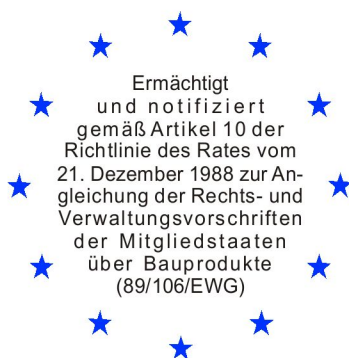 Ermächtigt
und notifiziert
gemäß Artikel 10 der
Richtlinie des Rates vom
21. Dezember 1988 zur An-
gleichung der Rechts- und
Verwaltungsvorschriften
der Mitgliedstaaten
über Bauprodukte
(89/106/EWG)